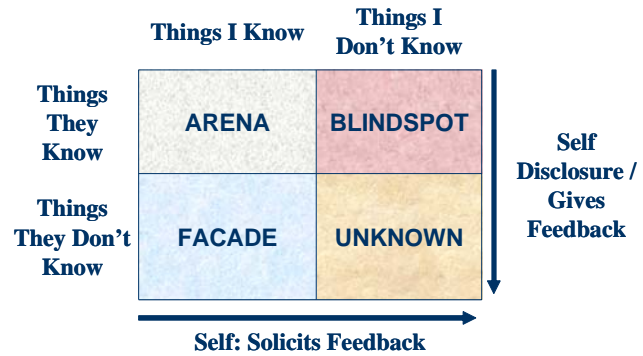 Things I Know
Things I
Don't Know
Things
They
Know
ARENA
BLINDSPOT
Self
Disclosure /
Gives
Feedback
Things
They Don't
Know
FACADE
UNKNOWN
Self: Solicits Feedback